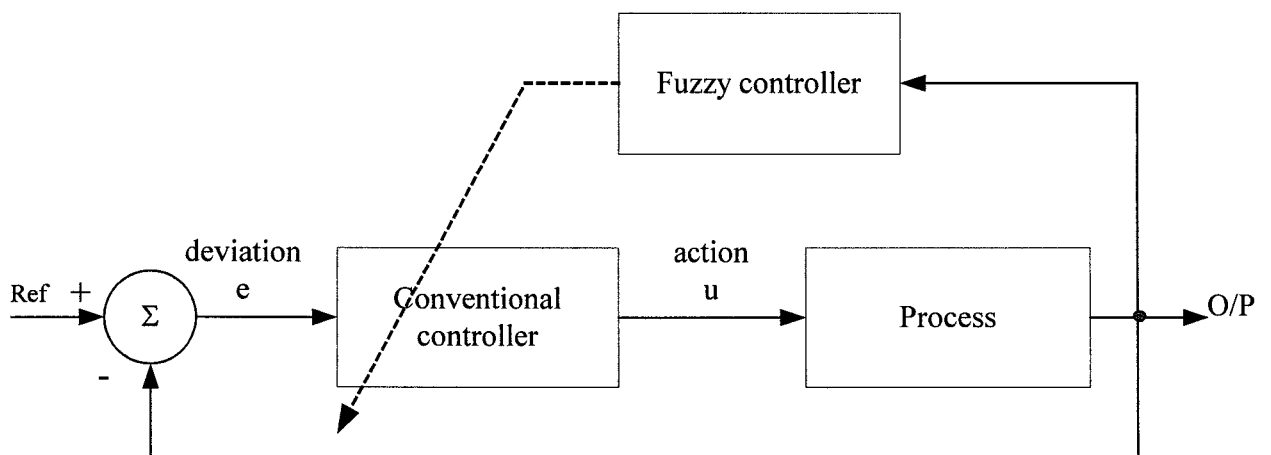 Fuzzy controller
deviation
e
action
u
Ref
+
Σ
-
Conventional
controller
Process
O/P